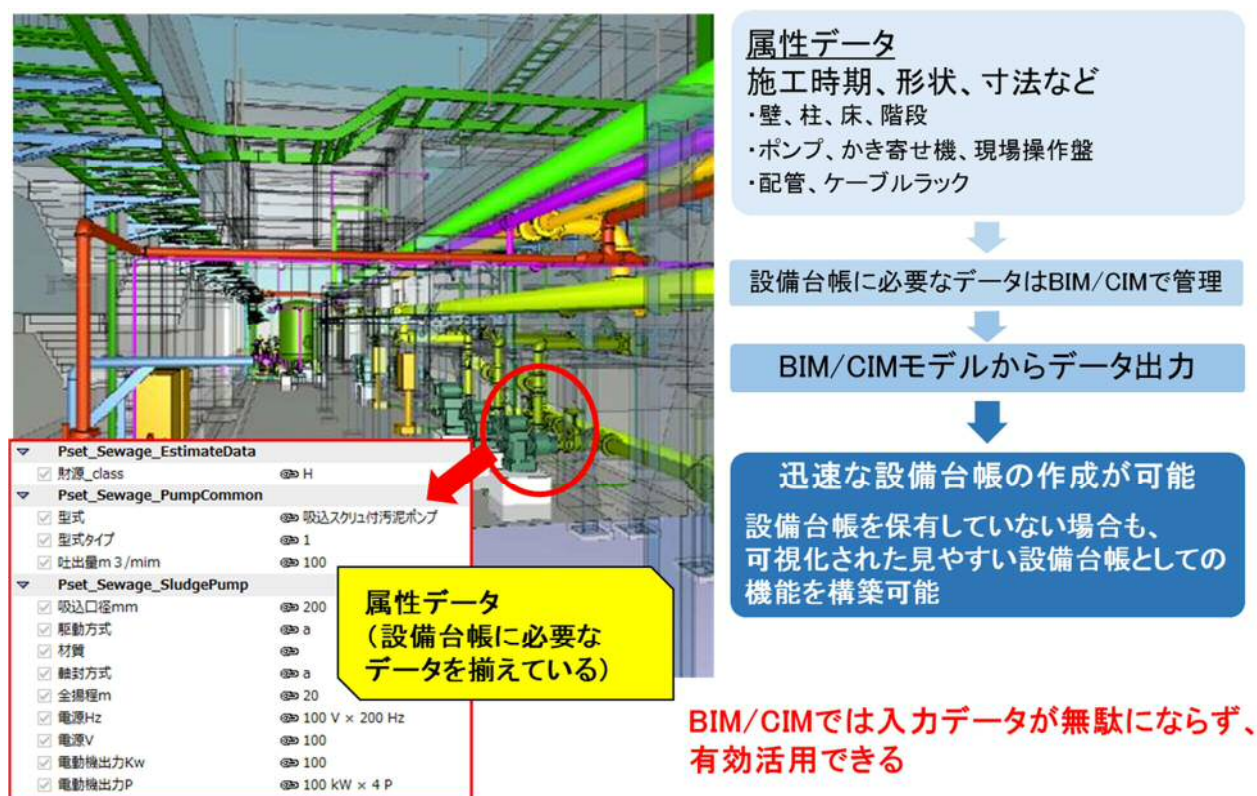 属性データ
施工時期、形状、寸法など
・壁、柱、床、階段
・ポンプ、かき寄せ機、現場操作盤
・配管、ケーブルラック
設備台帳に必要なデータはBIM/CIMで管理
BIM/CIMモデルからデータ出力
迅速な設備台帳の作成が可能
設備台帳を保有していない場合も、
可視化された見やすい設備台帳としての
機能を構築可能
Pset_Sewage_EstimateData
財源_class H
Pset_Sewage_PumpCommon
型式 吸込スクリュ付汚泥ポンプ
型式タイプ 1
吐出量m3/mim 100
Pset_Sewage_SludgePump
吸込口径mm 200
駆動方式 a
材質
軸封方式 a
全揚程m 20
電源Hz 100 V × 200 Hz
電源V 100
電動機出力Kw 100
電動機出力P 100 kW × 4 P
属性データ
(設備台帳に必要な
データを揃えている)
BIM/CIMでは入力データが無駄にならず、
有効活用できる